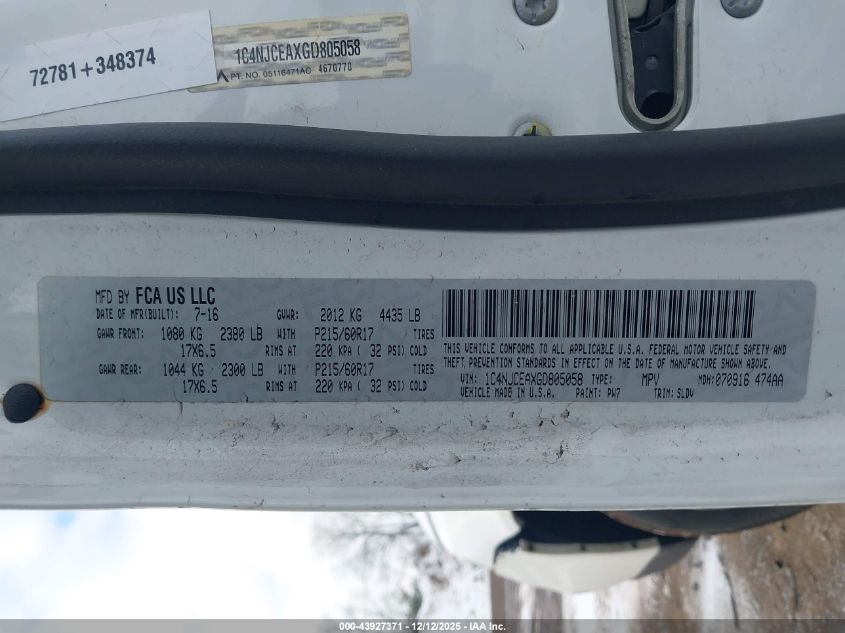 72781+348374
1C4NJCEAXGD805058
PT. NO. 05116471AC 4670770
MFD BY FCA US LLC
DATE OF MFR(BUILT): 7-16 GVWR: 2012 KG 4435 LB
GAWR FRONT: 1080 KG 2380 LB WITH P215/60R17 TIRES
17X6.5 RIMS AT 220 KPA ( 32 PSI) COLD
GAWR REAR: 1044 KG 2300 LB WITH P215/60R17 TIRES
17X6.5 RIMS AT 220 KPA ( 32 PSI) COLD
THIS VEHICLE CONFORMS TO ALL APPLICABLE U.S.A. FEDERAL MOTOR VEHICLE SAFETY AND
THEFT PREVENTION STANDARDS IN EFFECT ON THE DATE OF MANUFACTURE SHOWN ABOVE.
VIN: 1C4NJCEAXGD805058 TYPE: MPV MDH: 070916 474AA
VEHICLE MADE IN U.S.A. PAINT: PW7 TRIM: SLDV
000-43927371 - 12/12/2025 - IAA Inc.